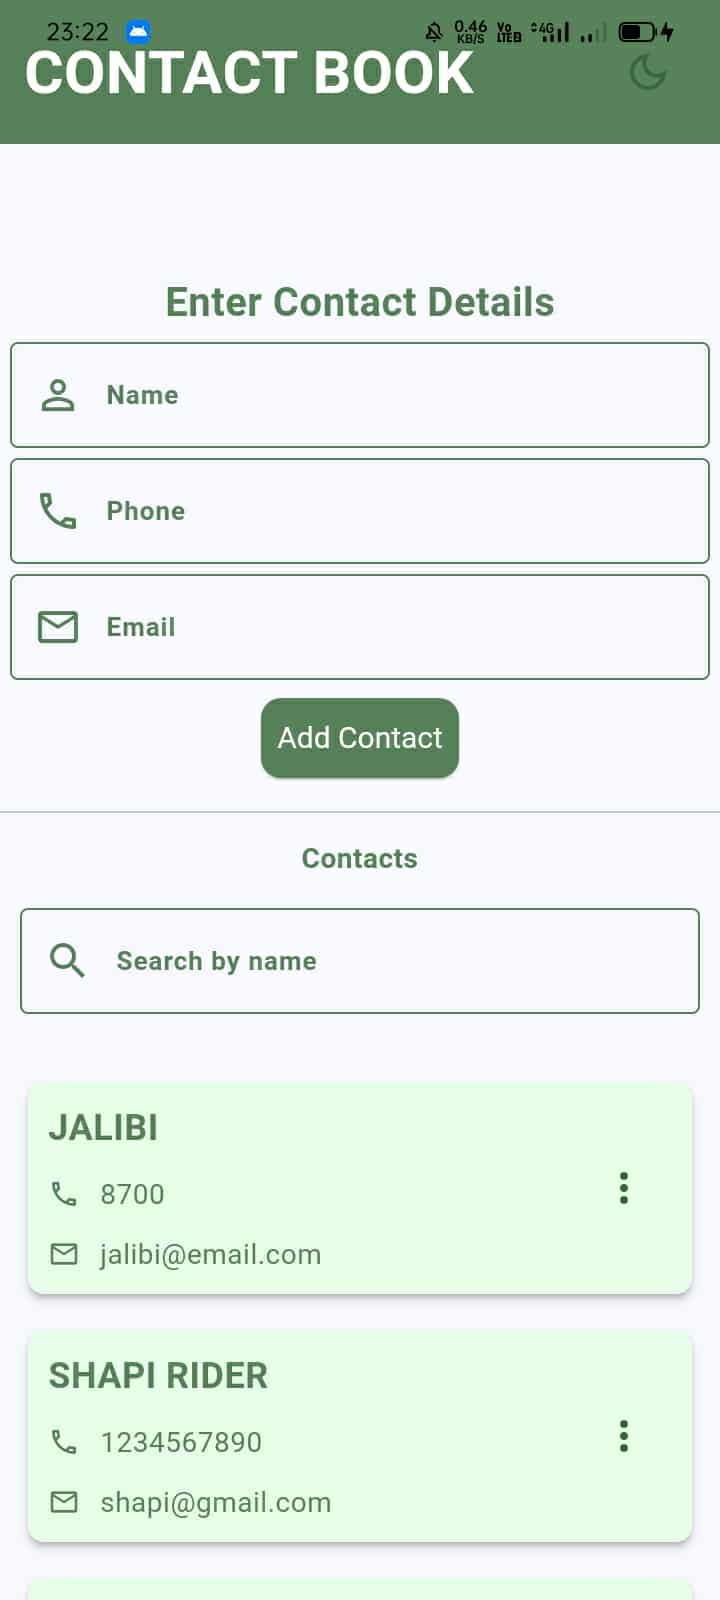 23:22 0.46 KB/S Vo LTE 4G
CONTACT BOOK
Enter Contact Details
Name
Phone
Email
Add Contact
Contacts
Search by name
JALIBI
8700
jalibi@email.com
SHAPI RIDER
1234567890
shapi@gmail.com